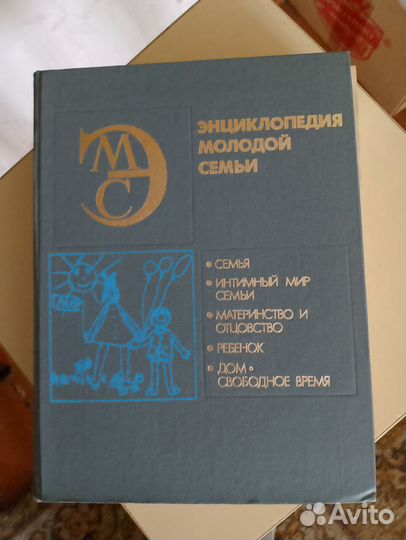 ЭМС
ЭНЦИКЛОПЕДИЯ
МОЛОДОЙ
СЕМЬИ
• СЕМЬЯ
• ИНТИМНЫЙ МИР
СЕМЬИ
• МАТЕРИНСТВО И
ОТЦОВСТВО
• РЕБЕНОК
• ДОМ •
СВОБОДНОЕ ВРЕМЯ
Avito